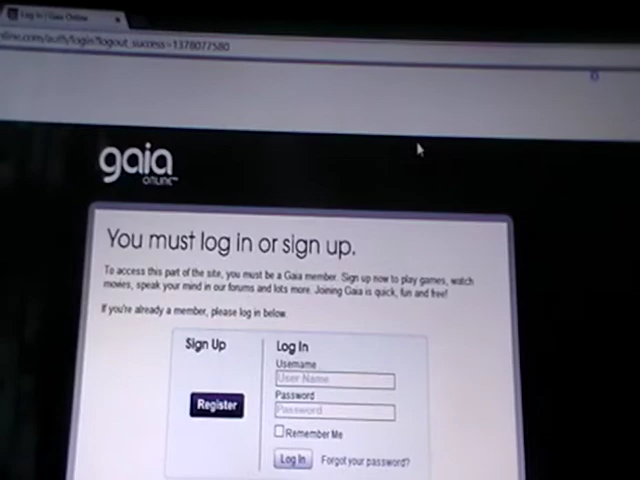 Log In | Gaia Online
nline.com/auth/login?logout_success=1378077580
gaia
ONLINE™
You must log in or sign up.
To access this part of the site, you must be a Gaia member. Sign up now to play games, watch
movies, speak your mind in our forums and lots more. Joining Gaia is quick, fun and free!
If you're already a member, please log in below.
Sign Up
Register
Log In
Username
User Name
Password
Password
Remember Me
Log In Forgot your password?